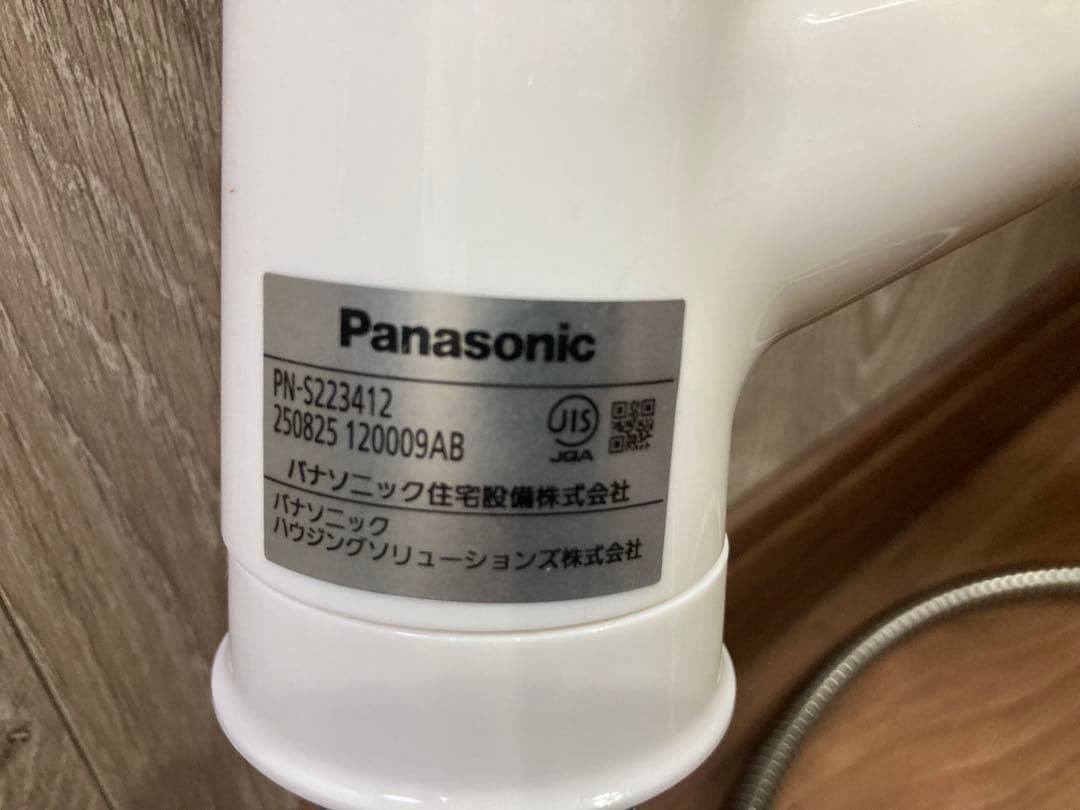 Panasonic
PN-S223412
250825 120009AB
JIS
JQA
パナソニック住宅設備株式会社
パナソニック
ハウジングソリューションズ株式会社